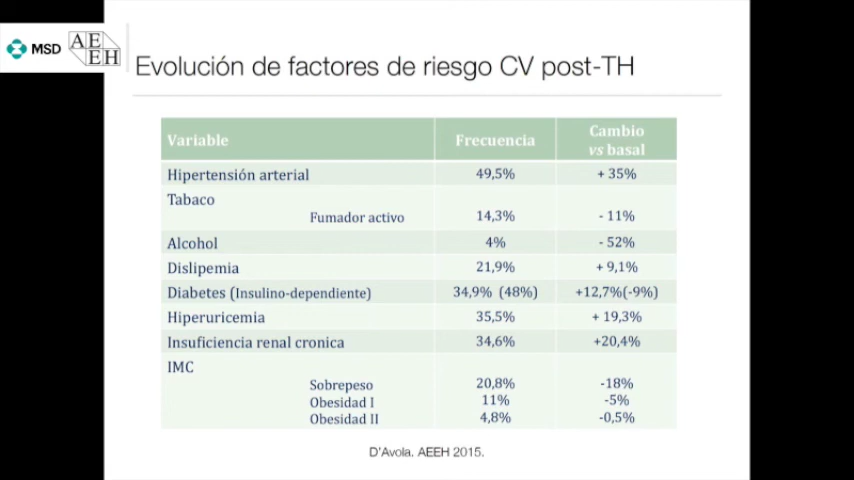 MSD
AE
EH
Evolución de factores de riesgo CV post-TH
Variable Frecuencia Cambio
vs basal
Hipertensión arterial 49,5% + 35%
Tabaco
Fumador activo 14,3% - 11%
Alcohol 4% - 52%
Dislipemia 21,9% + 9,1%
Diabetes (Insulino-dependiente) 34,9% (48%) +12,7%(-9%)
Hiperuricemia 35,5% + 19,3%
Insuficiencia renal cronica 34,6% +20,4%
IMC
Sobrepeso 20,8% -18%
Obesidad I 11% -5%
Obesidad II 4,8% -0,5%
D'Avola. AEEH 2015.